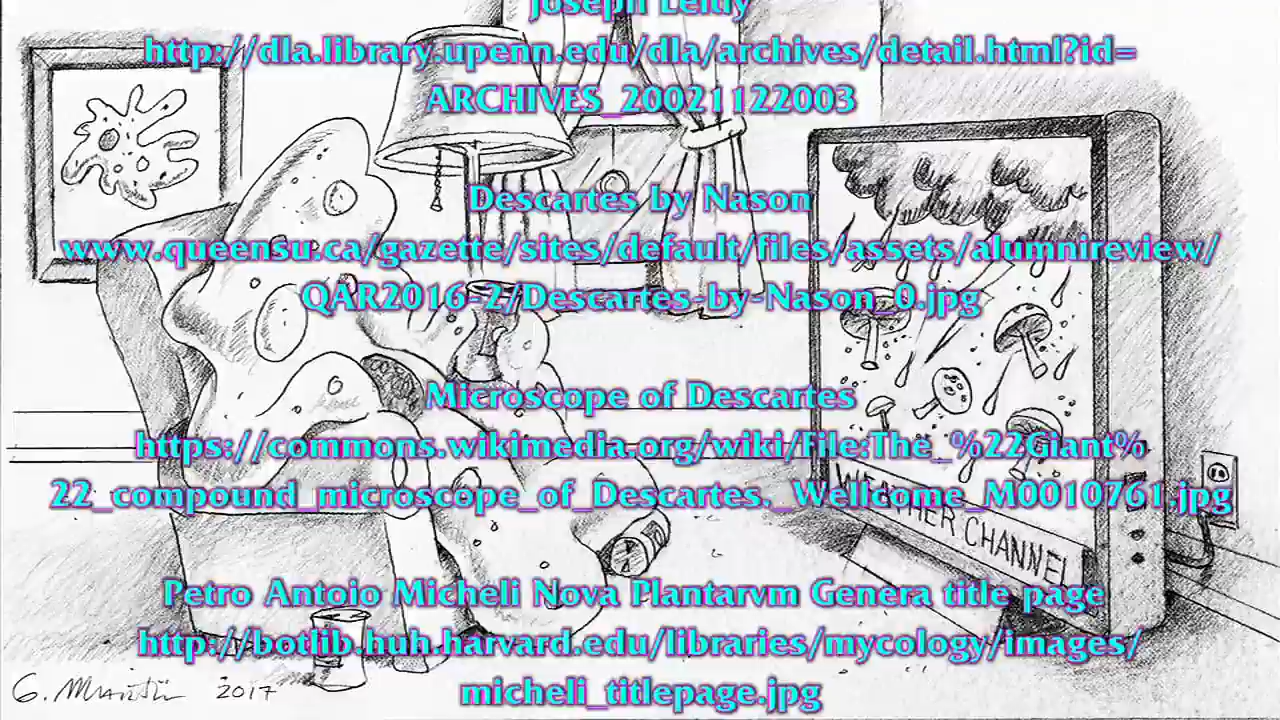 Joseph Leidy
http://dla.library.upenn.edu/dla/archives/detail.html?id=
ARCHIVES_20021122003
Descartes by Nason
www.queensu.ca/gazette/sites/default/files/assets/alumnireview/
QAR2016-2/Descartes-by-Nason_0.jpg
Microscope of Descartes
https://commons.wikimedia.org/wiki/File:The_%22Giant%
22_compound_microscope_of_Descartes._Wellcome_M0010761.jpg
WEATHER CHANNEL
Petro Antoio Micheli Nova Plantarvm Genera title page
http://botlib.huh.harvard.edu/libraries/mycology/images/
micheli_titlepage.jpg
G. 2017